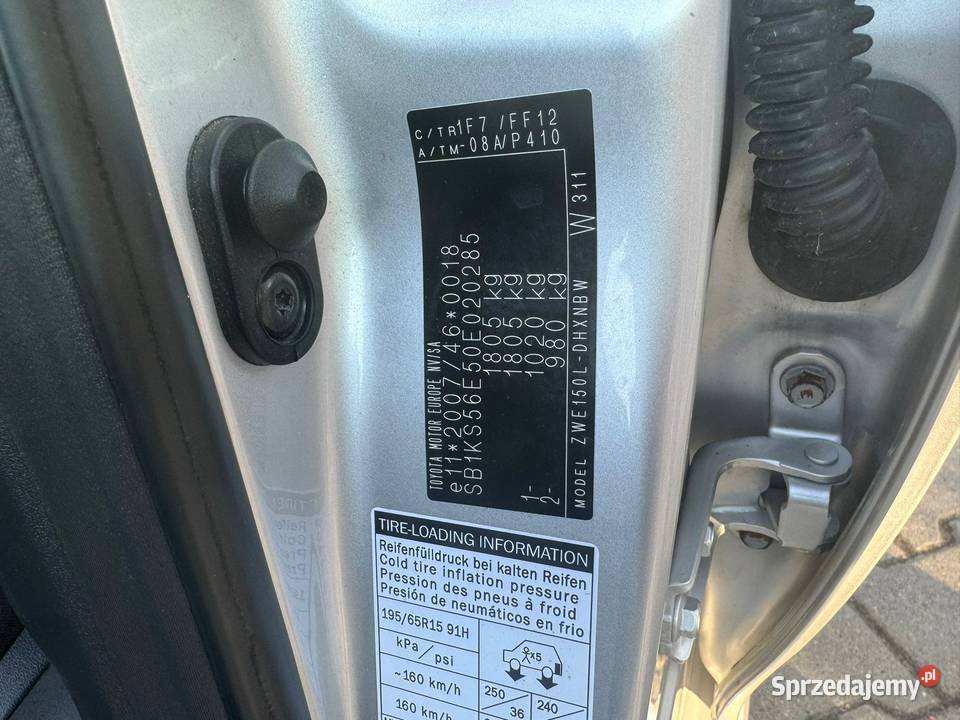 C/TR 1F7 /FF12
A/TM -08A/P410
TOYOTA MOTOR EUROPE NV/SA
e11*2007/46*0018
SB1KS56E50E020285
1805 kg
1805 kg
1- 1020 kg
2- 980 kg
MODEL ZWE150L-DHXNBW W 311
TIRE-LOADING INFORMATION
Reifenfülldruck bei kalten Reifen
Cold tire inflation pressure
Pression des pneus à froid
Presión de neumáticos en frio
195/65R15 91H
kPa/psi
x5
~160 km/h 250 240
36
160 km/h~
Sprzedajemy.pl